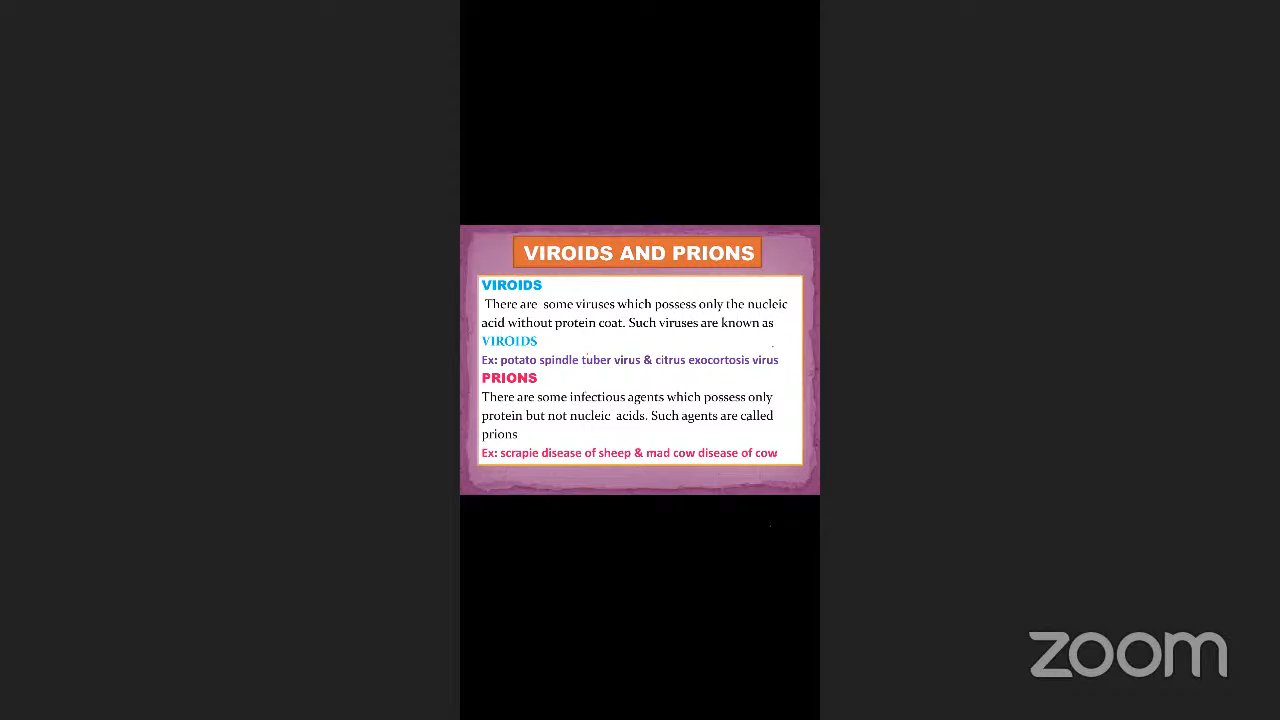 VIROIDS AND PRIONS
VIROIDS
There are some viruses which possess only the nucleic
acid without protein coat. Such viruses are known as
VIROIDS
Ex: potato spindle tuber virus & citrus exocortosis virus
PRIONS
There are some infectious agents which possess only
protein but not nucleic acids. Such agents are called
prions
Ex: scrapie disease of sheep & mad cow disease of cow
zoom